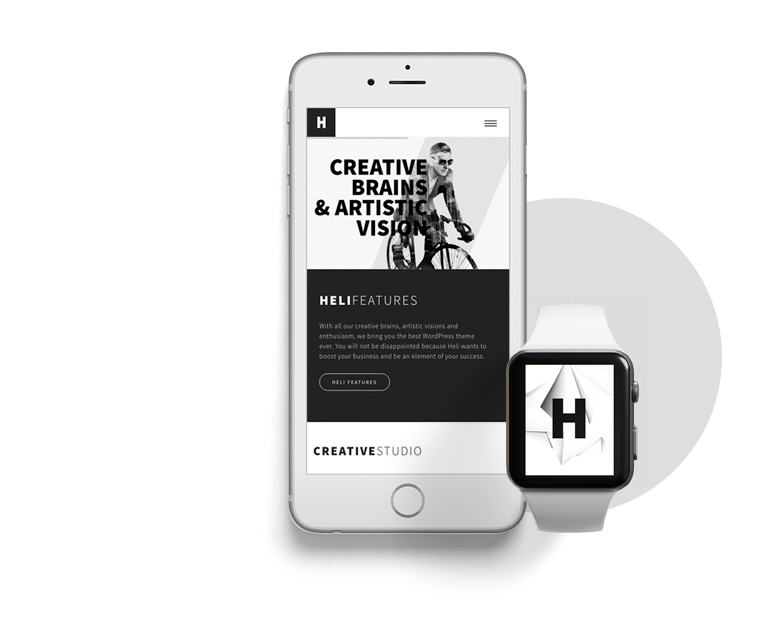 H
CREATIVE
BRAINS
& ARTISTIC
VISION
HELIFEATURES
With all our creative brains, artistic visions and
enthusiasm, we bring you the best WordPress theme
ever. You will not be disappointed because Heli wants to
boost your business and be an element of your success.
HELI FEATURES
CREATIVESTUDIO
H